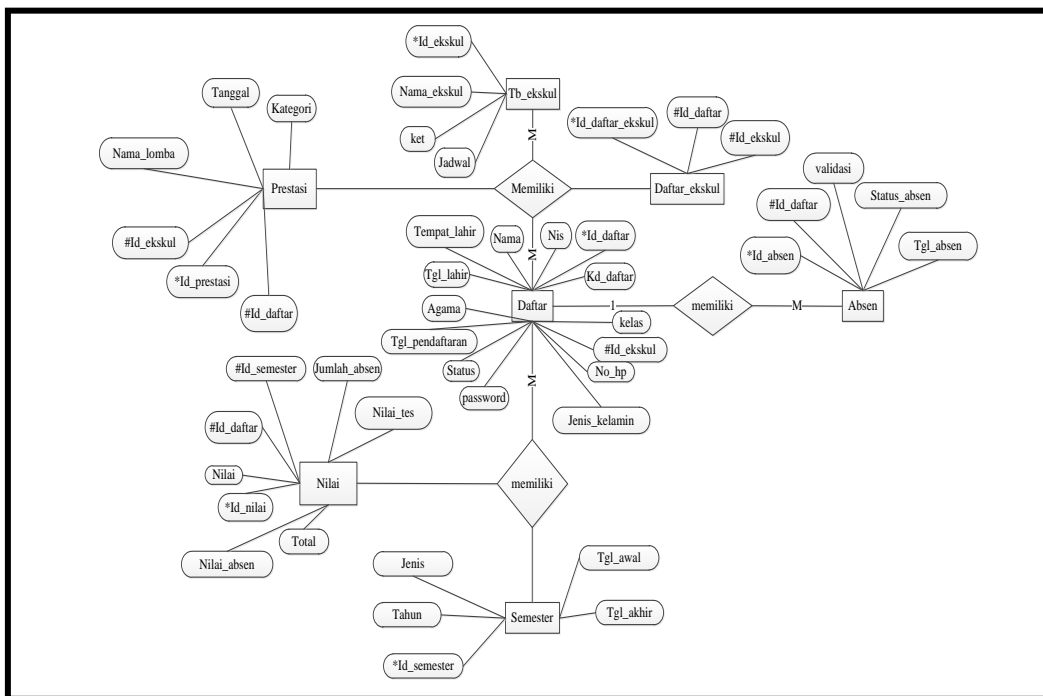 *Id_ekskul
Tanggal
Kategori
Nama_ekskul
Tb_ekskul
#Id_daftar
*Id_daftar_ekskul
ket
M
#Id_ekskul
Nama_lomba
Jadwal
validasi
Prestasi
Memiliki
Daftar_ekskul
Status_absen
#Id_daftar
Tempat_lahir
Nama
Nis
*Id_daftar
#Id_ekskul
M
Tgl_absen
*Id_absen
*Id_prestasi
Tgl_lahir
Kd_daftar
Agama
Daftar
1
memiliki
M
Absen
#Id_daftar
kelas
Tgl_pendaftaran
#Id_ekskul
#Id_semester
Jumlah_absen
Status
No_hp
M
password
Nilai_tes
Jenis_kelamin
#Id_daftar
Nilai
Nilai
memiliki
*Id_nilai
Total
Nilai_absen
Jenis
Tgl_awal
Tahun
Semester
Tgl_akhir
*Id_semester